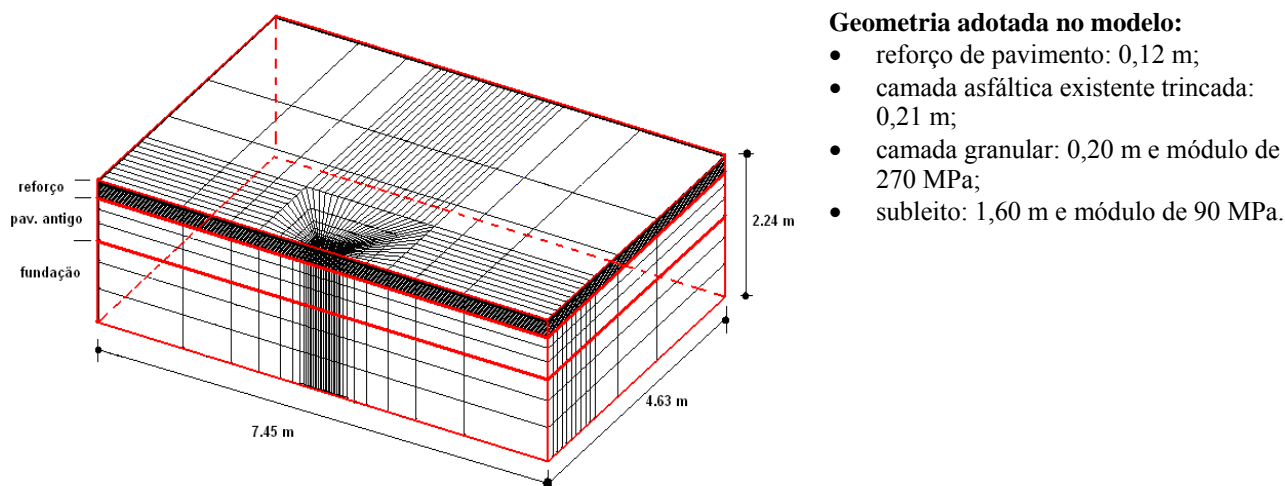 Geometria adotada no modelo:
• reforço de pavimento: 0,12 m;
• camada asfáltica existente trincada:
0,21 m;
• camada granular: 0,20 m e módulo de
270 MPa;
• subleito: 1,60 m e módulo de 90 MPa.
reforço
pav. antigo
fundação
2.24 m
4.63 m
7.45 m